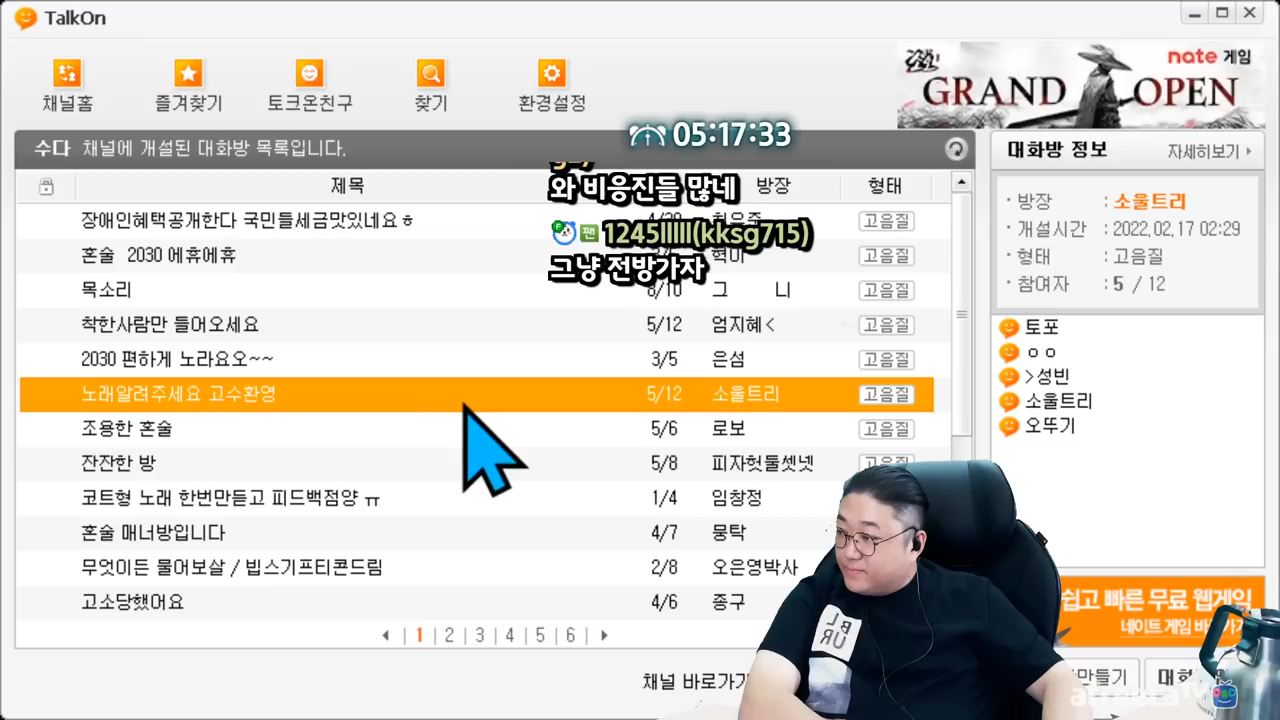 TalkOn
채널홈
즐겨찾기
토크온친구
찾기
환경설정
nate 게임
GRAND OPEN
05:17:33
수다 채널에 개설된 대화방 목록입니다.
대화방 정보
자세히보기
제목
방장
형태
와 비응진들 많네
팬 1245lllll(kksg715)
그냥 전방가자
장애인혜택공개한다 국민들세금맛있네요ㅎ
고음질
혼술 2030 에휴에휴
고음질
목소리 8/10 그 니 고음질
착한사람만 들어오세요 5/12 엄지혜< 고음질
2030 편하게 노라요오~~ 3/5 은섬 고음질
노래알려주세요 고수환영 5/12 소울트리 고음질
조용한 혼술 5/6 로보 고음질
잔잔한 방 5/8 피자헛둘셋넷 고음질
코트형 노래 한번만듣고 피드백점양 ㅠ 1/4 임창정
혼술 매너방입니다 4/7 뭉탁
무엇이든 물어보살 / 빕스기프티콘드림 2/8 오은영박사
고소당했어요 4/6 종구
1 | 2 | 3 | 4 | 5 | 6
방장 : 소울트리
개설시간 : 2022.02.17 02:29
형태 : 고음질
참여자 : 5 / 12
토포
ㅇㅇ
>성빈
소울트리
오뚜기
쉽고 빠른 무료 웹게임
채널 바로가기
BL
UR